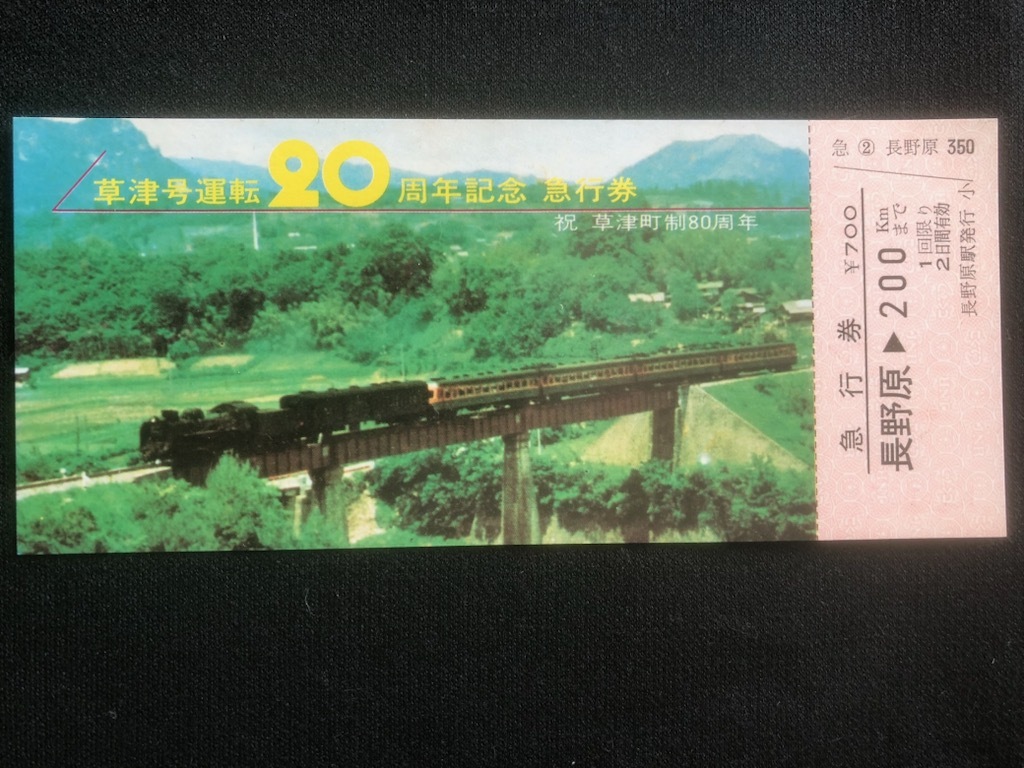 草津号運転20周年記念 急行券
祝 草津町制80周年
急 ② 長野原 350
急行券 ¥700
長野原▶200Kmまで
1回限り
2日間有効
長野原駅発行 小